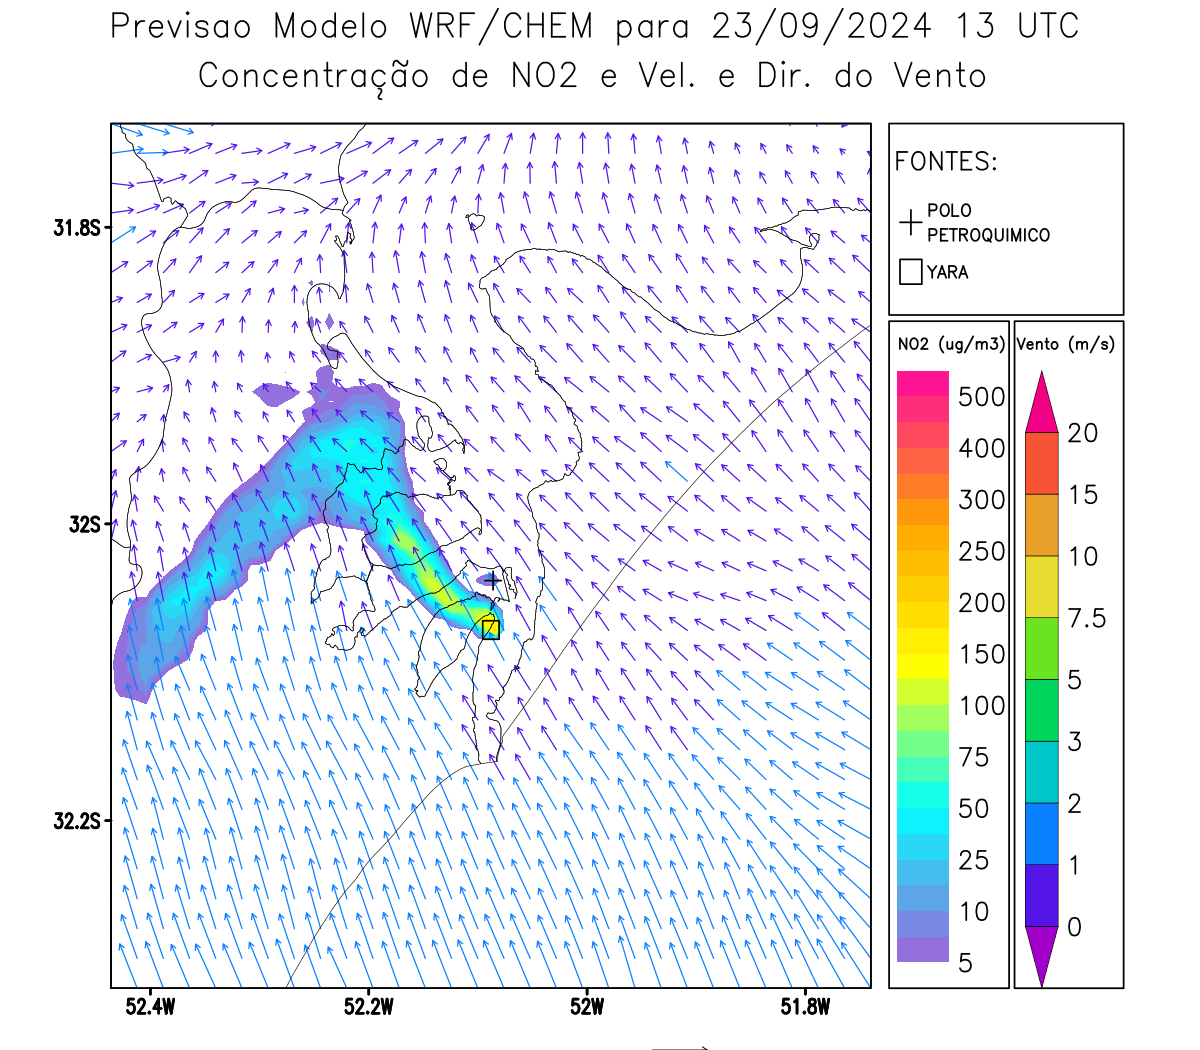 Previsao Modelo WRF/CHEM para 23/09/2024 13 UTC
Concentração de NO2 e Vel. e Dir. do Vento
FONTES:
POLO
PETROQUIMICO
YARA
31.8S
32S
32.2S
52.4W
52.2W
52W
51.8W
NO2 (ug/m3)
500
400
300
250
200
150
100
75
50
25
10
5
Vento (m/s)
20
15
10
7.5
5
3
2
1
0